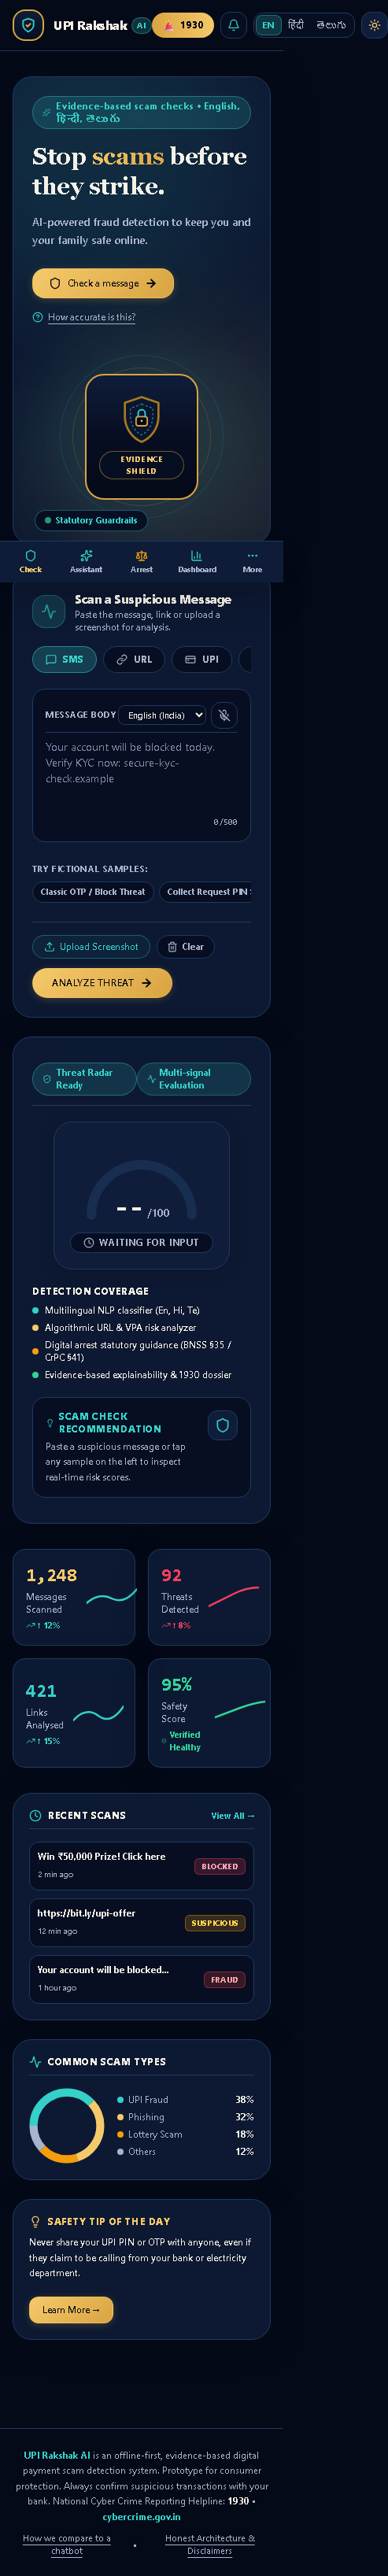 UPI Rakshak AI 1930 EN हिंदी తెలుగు
Evidence-based scam checks • English,
हिन्दी, తెలుగు
Stop scams before
they strike.
AI-powered fraud detection to keep you and
your family safe online.
Check a message →
How accurate is this?
EVIDENCE
SHIELD
Statutory Guardrails
Check Assistant Arrest Dashboard More
Scan a Suspicious Message
Paste the message, link or upload a
screenshot for analysis.
SMS URL UPI
MESSAGE BODY English (India)
Your account will be blocked today.
Verify KYC now: secure-kyc-
check.example
0/500
TRY FICTIONAL SAMPLES:
Classic OTP / Block Threat Collect Request PIN
Upload Screenshot Clear
ANALYZE THREAT →
Threat Radar
Ready
Multi-signal
Evaluation
-- /100
WAITING FOR INPUT
DETECTION COVERAGE
Multilingual NLP classifier (En, Hi, Te)
Algorithmic URL & VPA risk analyzer
Digital arrest statutory guidance (BNSS §35 /
CrPC §41)
Evidence-based explainability & 1930 dossier
SCAM CHECK
RECOMMENDATION
Paste a suspicious message or tap
any sample on the left to inspect
real-time risk scores.
1,248
Messages
Scanned
↑ 12%
92
Threats
Detected
↑ 8%
421
Links
Analysed
↑ 15%
95%
Safety
Score
Verified
Healthy
RECENT SCANS View All →
Win ₹50,000 Prize! Click here
2 min ago
BLOCKED
https://bit.ly/upi-offer
12 min ago
SUSPICIOUS
Your account will be blocked...
1 hour ago
FRAUD
COMMON SCAM TYPES
UPI Fraud 38%
Phishing 32%
Lottery Scam 18%
Others 12%
SAFETY TIP OF THE DAY
Never share your UPI PIN or OTP with anyone, even if
they claim to be calling from your bank or electricity
department.
Learn More →
UPI Rakshak AI is an offline-first, evidence-based digital
payment scam detection system. Prototype for consumer
protection. Always confirm suspicious transactions with your
bank. National Cyber Crime Reporting Helpline: 1930 •
cybercrime.gov.in
How we compare to a
chatbot
•
Honest Architecture &
Disclaimers